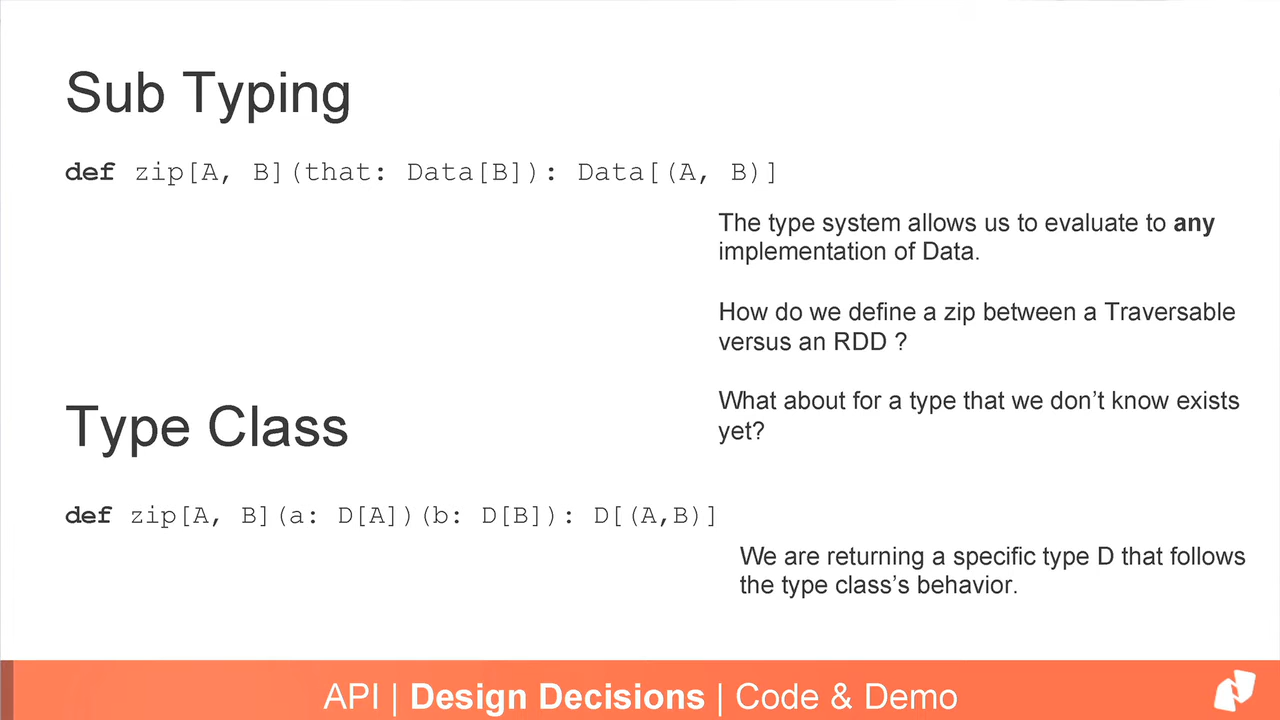 Sub Typing
def zip[A, B](that: Data[B]): Data[(A, B)]
The type system allows us to evaluate to any
implementation of Data.
How do we define a zip between a Traversable
versus an RDD ?
What about for a type that we don’t know exists
yet?
Type Class
def zip[A, B](a: D[A])(b: D[B]): D[(A,B)]
We are returning a specific type D that follows
the type class’s behavior.
API | Design Decisions | Code & Demo